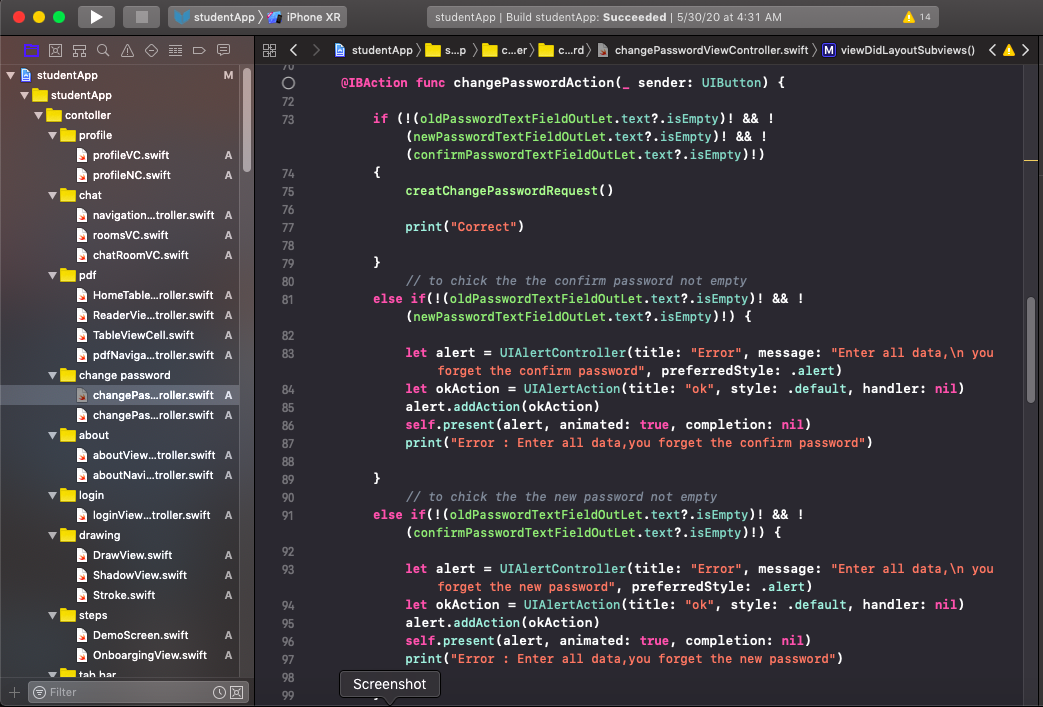 studentApp iPhone XR
studentApp | Build studentApp: Succeeded | 5/30/20 at 4:31 AM 14
studentApp s...p c...er c...rd changePasswordViewController.swift M viewDidLayoutSubviews()
studentApp M
studentApp
contoller
profile
profileVC.swift A
profileNC.swift A
chat
navigation...troller.swift A
roomsVC.swift A
chatRoomVC.swift A
pdf
HomeTable...roller.swift A
ReaderVie...troller.swift A
TableViewCell.swift A
pdfNaviga...troller.swift A
change password
changePas...roller.swift A
changePas...roller.swift A
about
aboutView...troller.swift A
aboutNavi...troller.swift A
login
loginView...troller.swift A
drawing
DrawView.swift A
ShadowView.swift A
Stroke.swift A
steps
DemoScreen.swift A
OnboargingView.swift A
tab bar
Filter
70
@IBAction func changePasswordAction(_ sender: UIButton) {
72
73 if (!(oldPasswordTextFieldOutLet.text?.isEmpty)! && !
(newPasswordTextFieldOutLet.text?.isEmpty)! && !
(confirmPasswordTextFieldOutLet.text?.isEmpty)!)
74 {
75 creatChangePasswordRequest()
76
77 print("Correct")
78
79 }
80 // to chick the the confirm password not empty
81 else if(!(oldPasswordTextFieldOutLet.text?.isEmpty)! && !
(newPasswordTextFieldOutLet.text?.isEmpty)!) {
82
83 let alert = UIAlertController(title: "Error", message: "Enter all data,\n you
forget the confirm password", preferredStyle: .alert)
84 let okAction = UIAlertAction(title: "ok", style: .default, handler: nil)
85 alert.addAction(okAction)
86 self.present(alert, animated: true, completion: nil)
87 print("Error : Enter all data,you forget the confirm password")
88
89 }
90 // to chick the the new password not empty
91 else if(!(oldPasswordTextFieldOutLet.text?.isEmpty)! && !
(confirmPasswordTextFieldOutLet.text?.isEmpty)!) {
92
93 let alert = UIAlertController(title: "Error", message: "Enter all data,\n you
forget the new password", preferredStyle: .alert)
94 let okAction = UIAlertAction(title: "ok", style: .default, handler: nil)
95 alert.addAction(okAction)
96 self.present(alert, animated: true, completion: nil)
97 print("Error : Enter all data,you forget the new password")
98
99
Screenshot